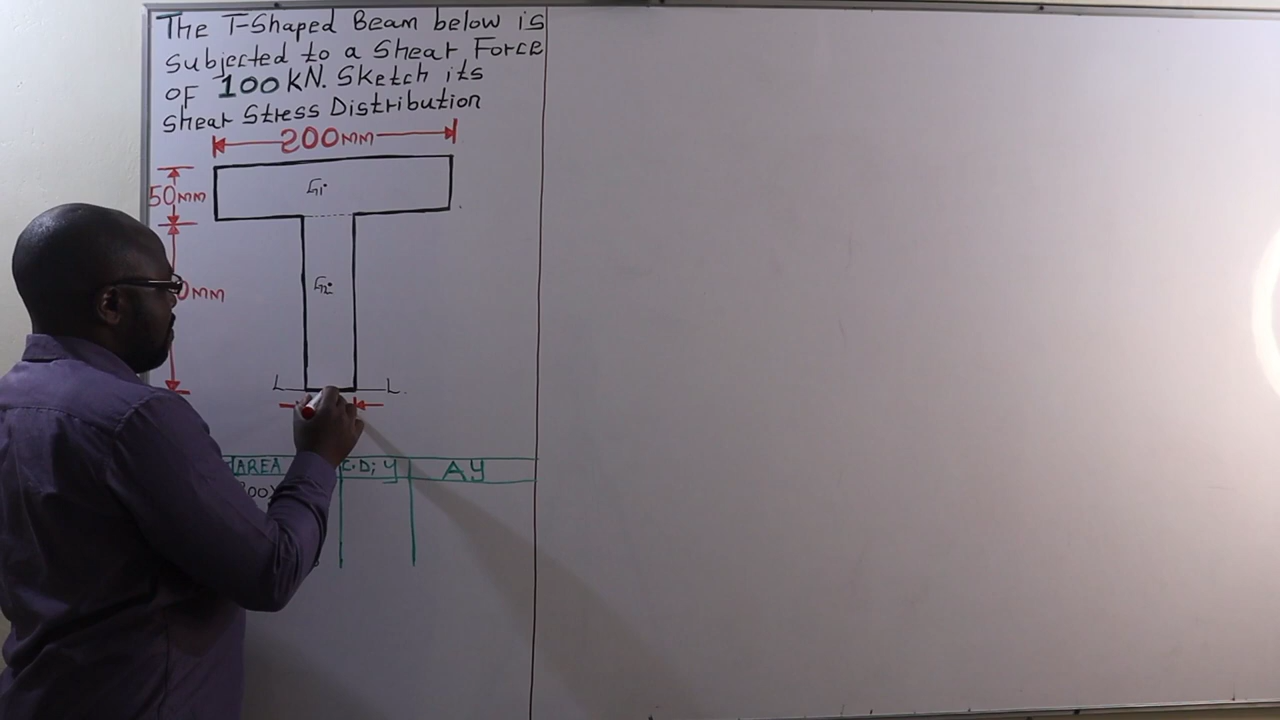 The T-Shaped Beam below is
Subjected to a Shear Force
OF 100 kN. Sketch its
Shear Stress Distribution
200mm
50mm
G1
G2
0mm
L L
AREA C.D; y Ay